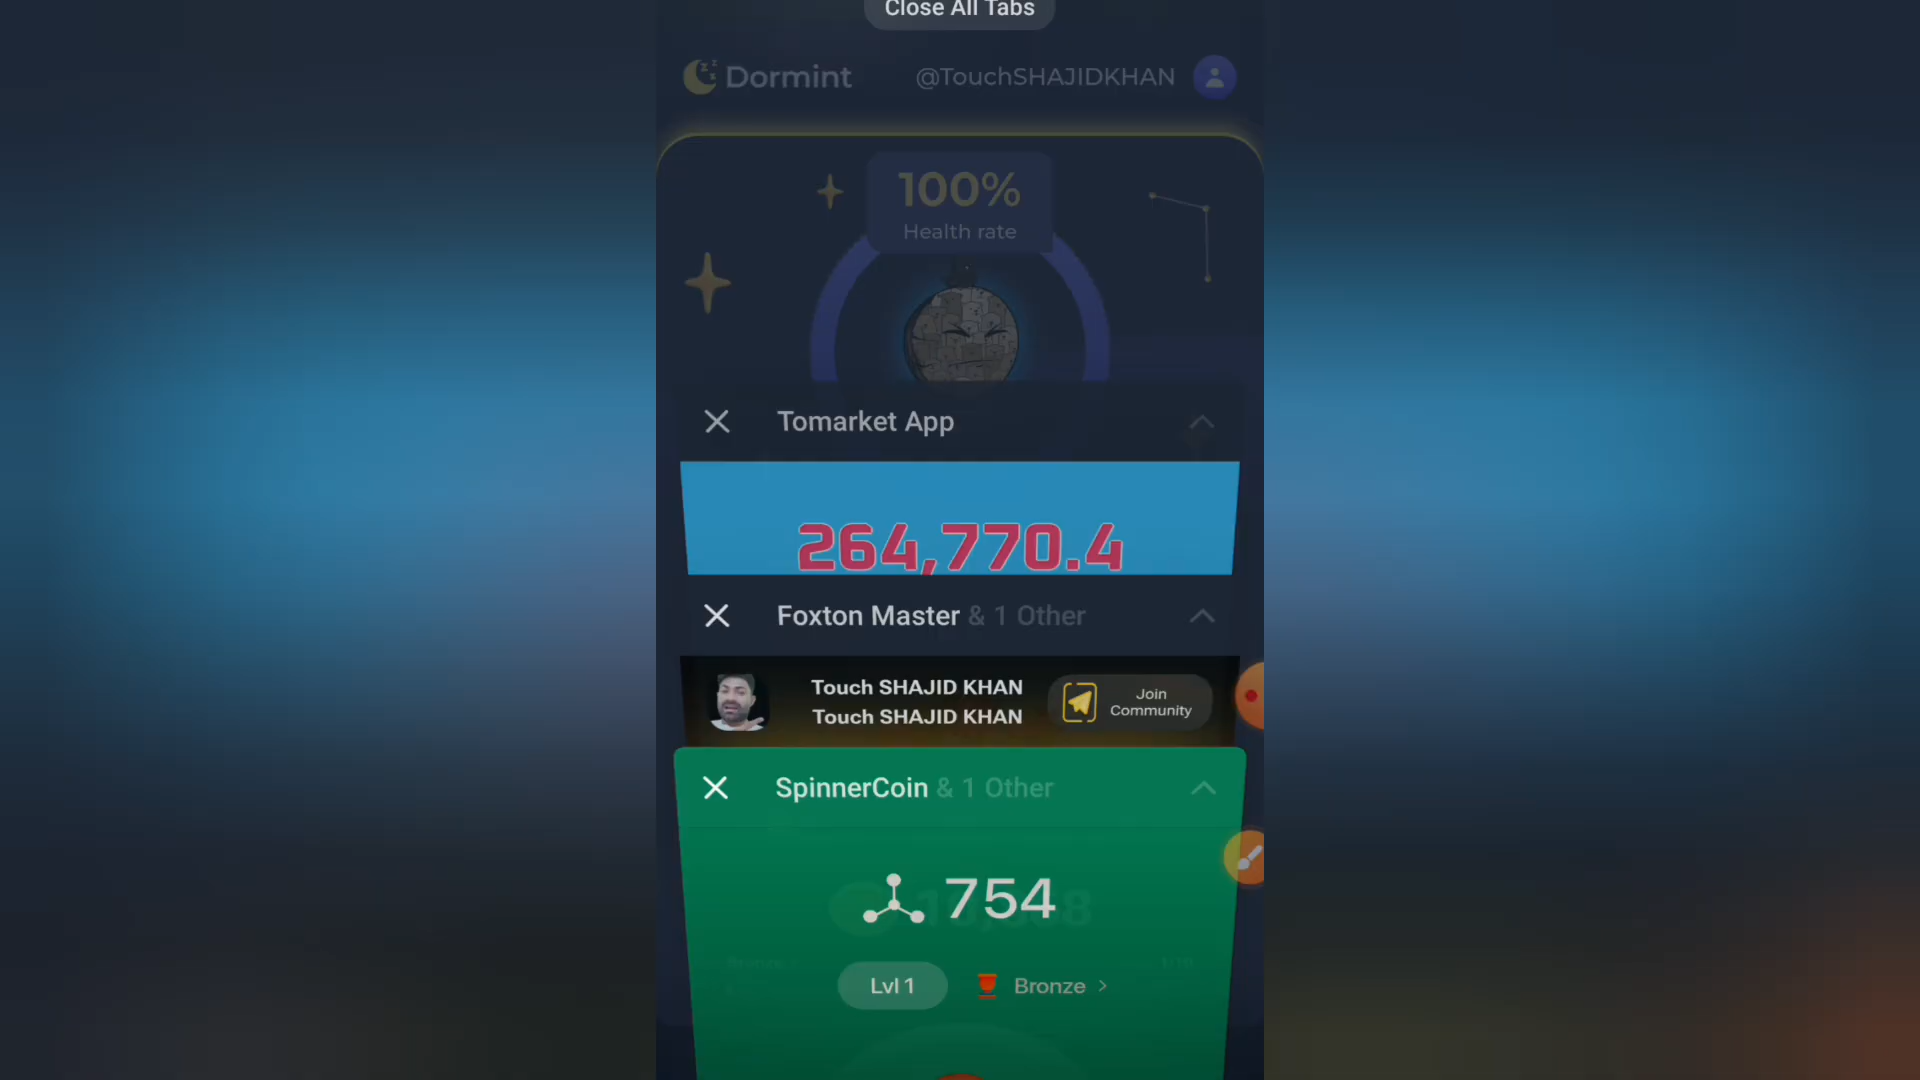 Close All Tabs
Dormint @TouchSHAJIDKHAN
100%
Health rate
Tomarket App
264,770.4
Foxton Master & 1 Other
Touch SHAJID KHAN
Touch SHAJID KHAN
Join
Community
SpinnerCoin & 1 Other
754
Lvl 1 Bronze >